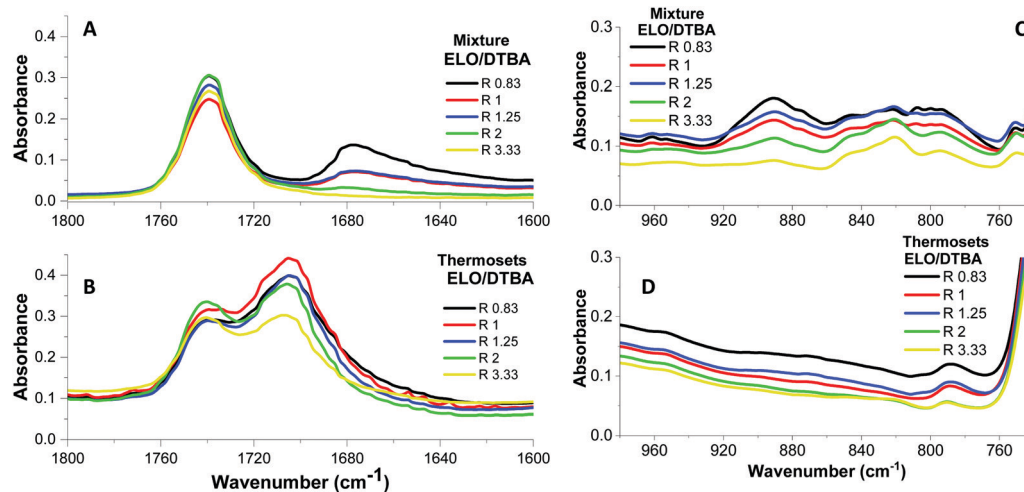 A
Mixture
ELO/DTBA
R 0.83
R 1
R 1.25
R 2
R 3.33
Absorbance
0.4
0.3
0.2
0.1
0.0
1800 1760 1720 1680 1640 1600
B
Thermosets
ELO/DTBA
R 0.83
R 1
R 1.25
R 2
R 3.33
Absorbance
0.4
0.3
0.2
0.1
0.0
1800 1760 1720 1680 1640 1600
Wavenumber (cm-1)
C
Mixture
ELO/DTBA
R 0.83
R 1
R 1.25
R 2
R 3.33
Absorbance
0.3
0.2
0.1
0.0
960 920 880 840 800 760
D
Thermosets
ELO/DTBA
R 0.83
R 1
R 1.25
R 2
R 3.33
Absorbance
0.3
0.2
0.1
0.0
960 920 880 840 800 760
Wavenumber (cm-1)